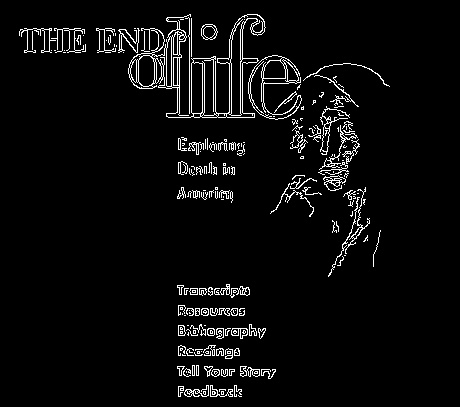 THE END
of life
Exploring
Death in
America
Transcripts
Resources
Bibliography
Readings
Tell Your Story
Feedback